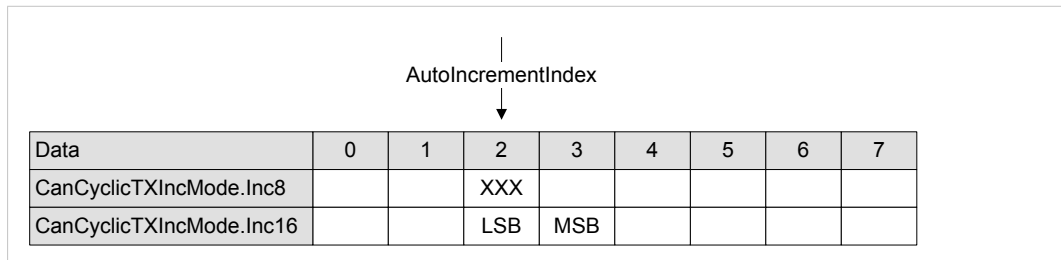 AutoIncrementIndex
Data 0 1 2 3 4 5 6 7
CanCyclicTXIncMode.Inc8 XXX
CanCyclicTXIncMode.Inc16 LSB MSB